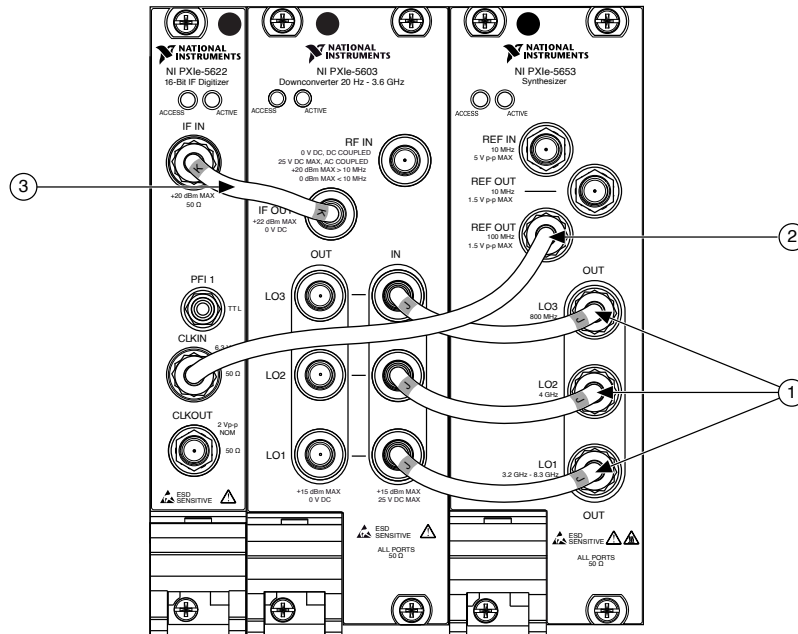 NATIONAL
INSTRUMENTS
NI PXIe-5622
16-Bit IF Digitizer
ACCESS
ACTIVE
IF IN
K
+20 dBm MAX
50 Ω
PFI 1
TTL
CLKIN
50 Ω
CLKOUT
2 Vp-p
NOM
50 Ω
ESD
SENSITIVE
NATIONAL
INSTRUMENTS
NI PXIe-5603
Downconverter 20 Hz - 3.6 GHz
ACCESS
ACTIVE
RF IN
0 V DC, DC COUPLED
25 V DC MAX, AC COUPLED
+20 dBm MAX > 10 MHz
0 dBm MAX < 10 MHz
IF OUT
K
+22 dBm MAX
0 V DC
OUT
IN
LO3
J
LO2
J
LO1
J
+15 dBm MAX
0 V DC
+15 dBm MAX
25 V DC MAX
ESD
SENSITIVE
ALL PORTS
50 Ω
NATIONAL
INSTRUMENTS
NI PXIe-5653
Synthesizer
ACCESS
ACTIVE
REF IN
10 MHz
5 V p-p MAX
REF OUT
10 MHz
1.5 V p-p MAX
REF OUT
100 MHz
1.5 V p-p MAX
OUT
LO3
800 MHz
J
LO2
4 GHz
J
LO1
3.2 GHz - 8.3 GHz
J
OUT
ESD
SENSITIVE
ALL PORTS
50 Ω
3
2
1